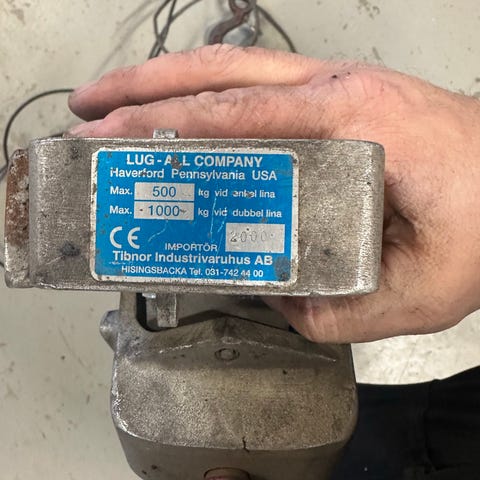 LUG-ALL COMPANY
Haverford Pennsylvania USA
Max. 500 kg vid enkel lina
Max. 1000 kg vid dubbel lina
CE IMPORTÖR 2000
Tibnor Industrivaruhus AB
HISINGSBACKA Tel. 031-742 44 00